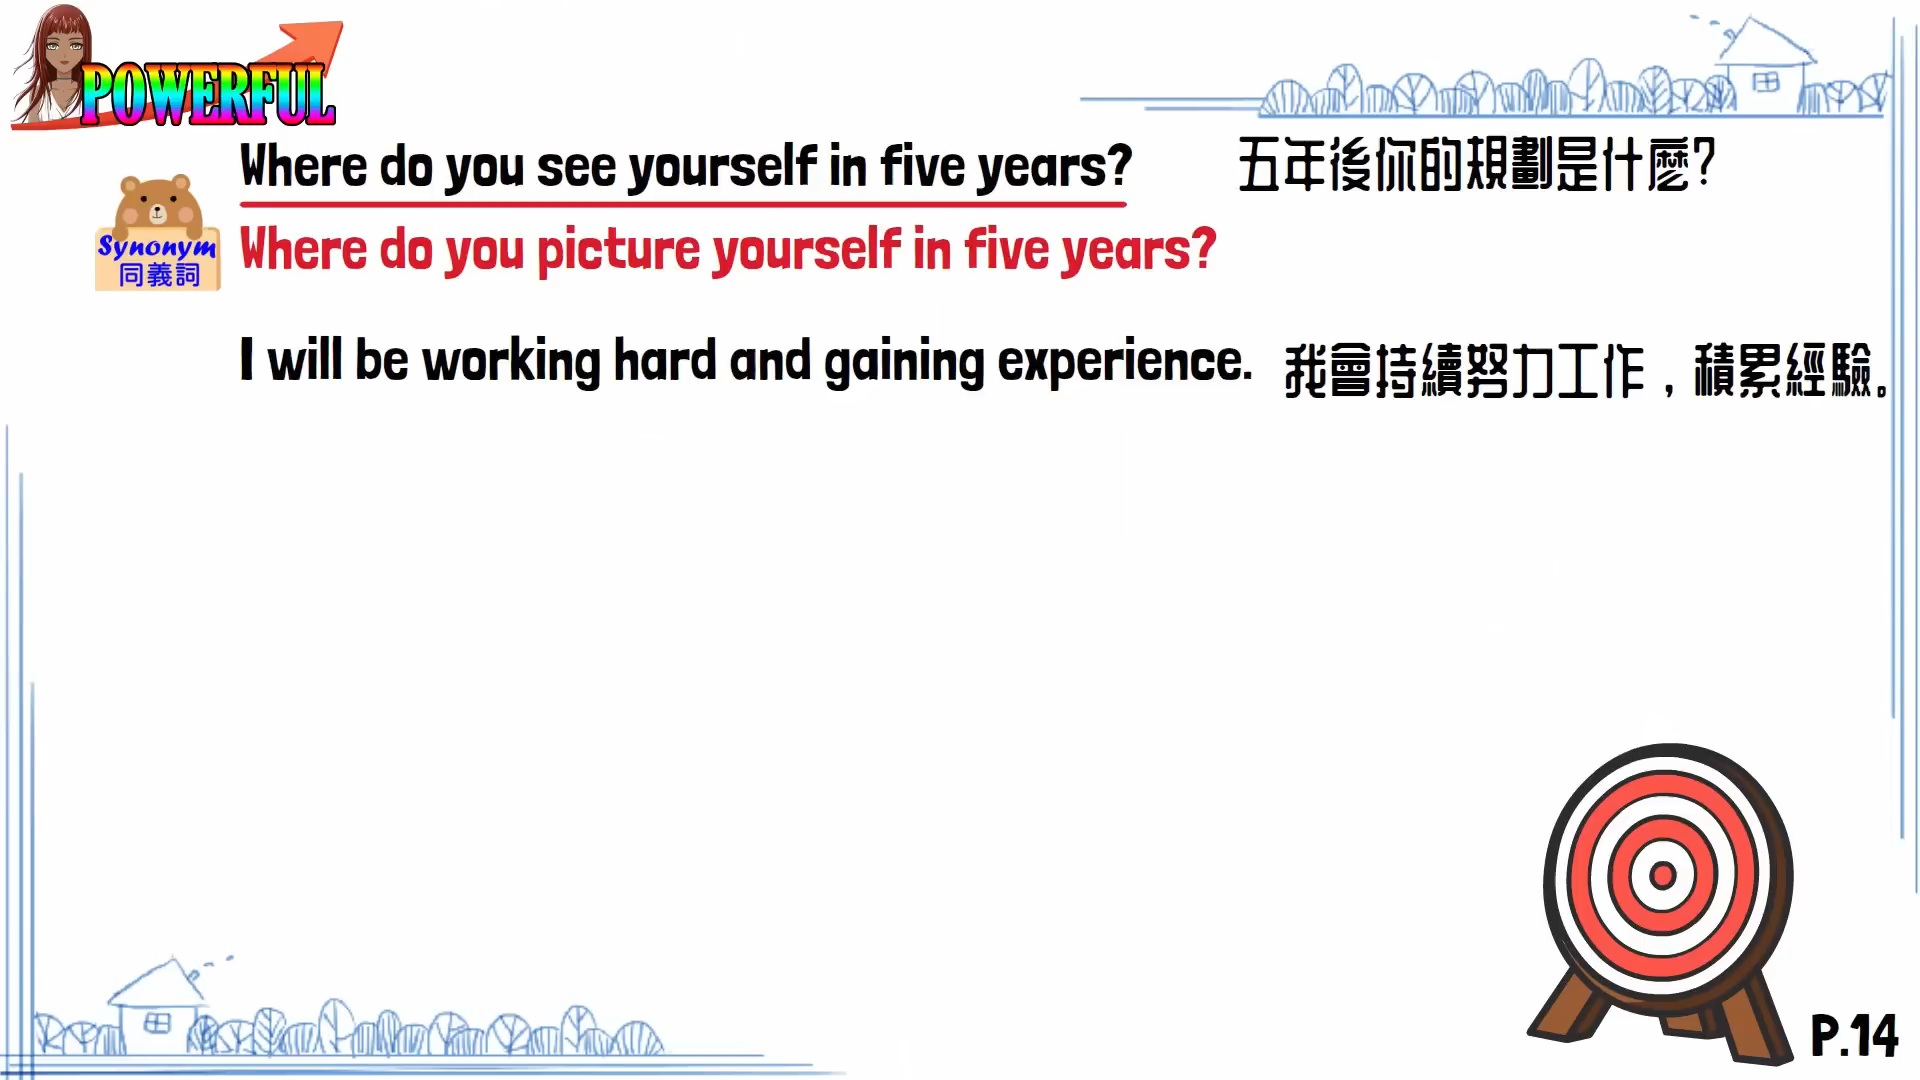 POWERFUL
Where do you see yourself in five years? 五年後你的規劃是什麼?
Synonym
同義詞
Where do you picture yourself in five years?
I will be working hard and gaining experience. 我會持續努力工作，積累經驗。
P.14